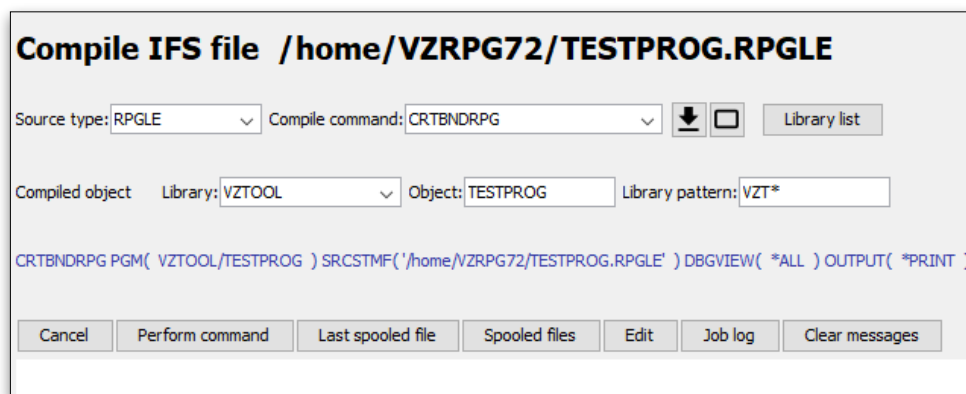 Compile IFS file /home/VZRPG72/TESTPROG.RPGLE
Source type: RPGLE Compile command: CRTBNDRPG Library list
Compiled object Library: VZTOOL Object: TESTPROG Library pattern: VZT*
CRTBNDRPG PGM( VZTOOL/TESTPROG ) SRCSTMF('/home/VZRPG72/TESTPROG.RPGLE' ) DBGVIEW( *ALL ) OUTPUT( *PRINT )
Cancel Perform command Last spooled file Spooled files Edit Job log Clear messages